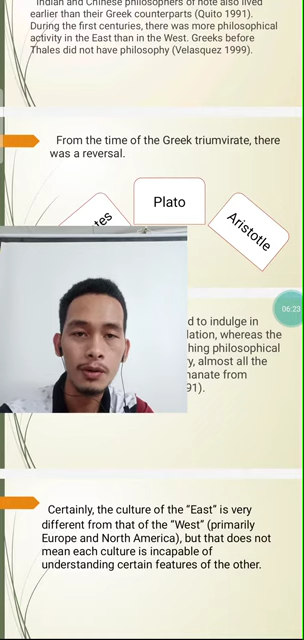 Indian and Chinese philosophers of note also lived
earlier than their Greek counterparts (Quito 1991).
During the first centuries, there was more philosophical
activity in the East than in the West. Greeks before
Thales did not have philosophy (Velasquez 1999).
From the time of the Greek triumvirate, there
was a reversal.
Plato
tes
Aristotle
06:23
d to indulge in
lation, whereas the
hing philosophical
y, almost all the
nanate from
91).
Certainly, the culture of the “East” is very
different from that of the “West” (primarily
Europe and North America), but that does not
mean each culture is incapable of
understanding certain features of the other.